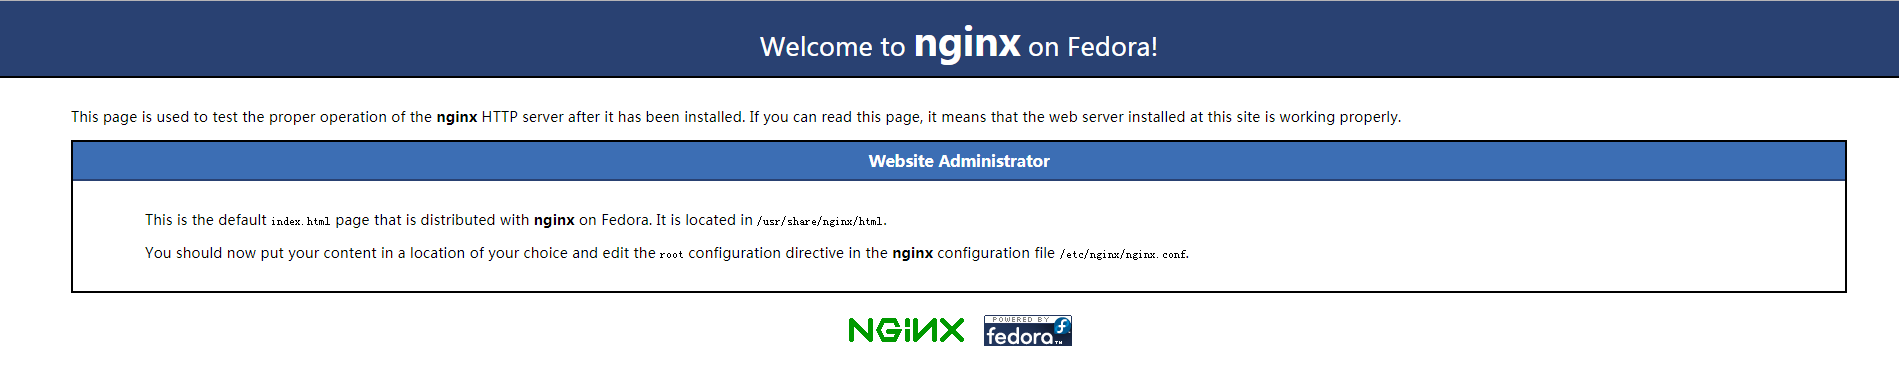 Welcome to nginx on Fedora!
This page is used to test the proper operation of the nginx HTTP server after it has been installed. If you can read this page, it means that the web server installed at this site is working properly.
Website Administrator
This is the default index.html page that is distributed with nginx on Fedora. It is located in /usr/share/nginx/html.
You should now put your content in a location of your choice and edit the root configuration directive in the nginx configuration file /etc/nginx/nginx.conf.
NGINX
POWERED BY
fedora™